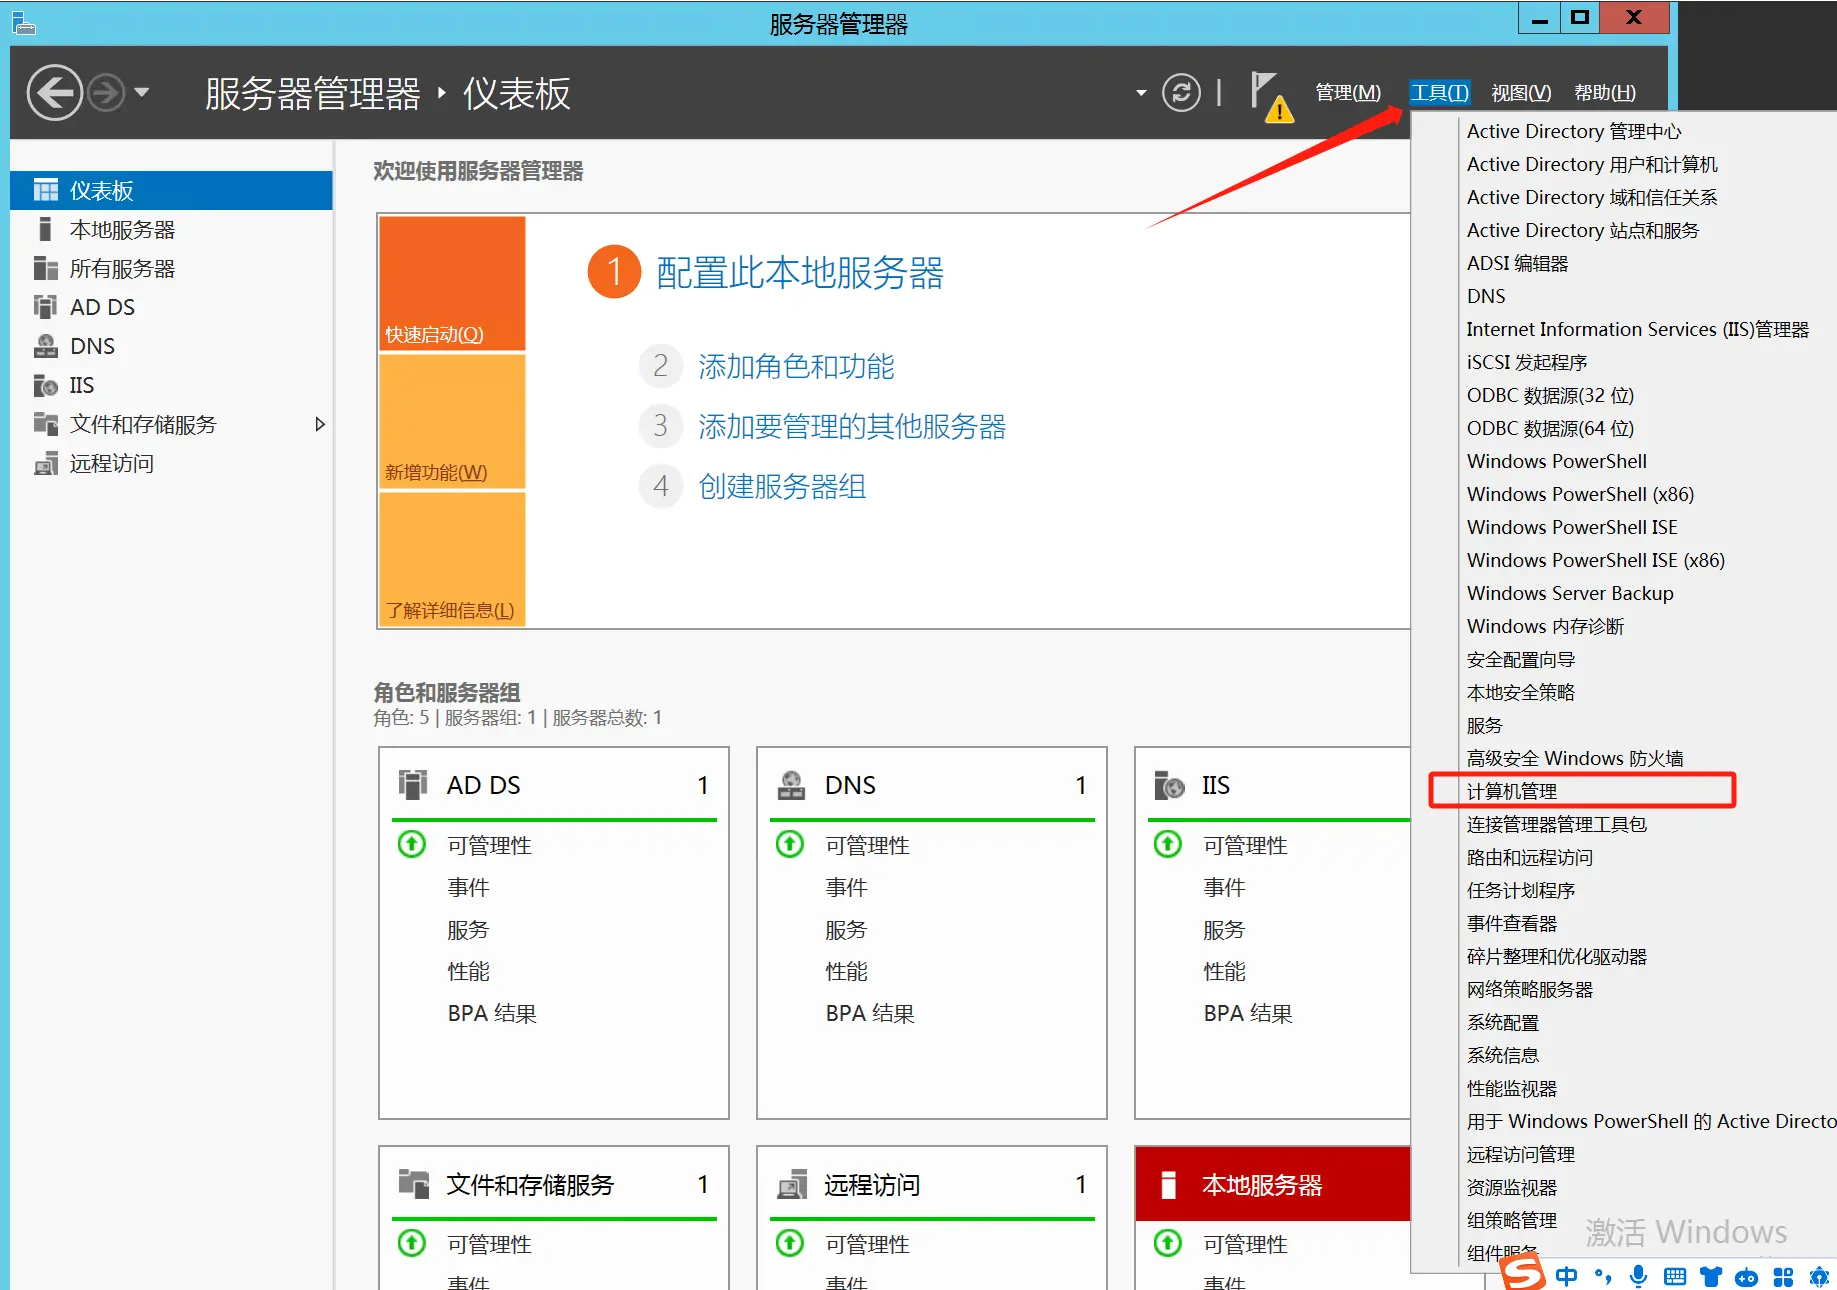 服务器管理器
服务器管理器 ‣ 仪表板
管理(M) 工具(T) 视图(V) 帮助(H)
仪表板
本地服务器
所有服务器
AD DS
DNS
IIS
文件和存储服务
远程访问
欢迎使用服务器管理器
快速启动(Q)
新增功能(W)
了解详细信息(L)
1 配置此本地服务器
2 添加角色和功能
3 添加要管理的其他服务器
4 创建服务器组
角色和服务器组
角色: 5 | 服务器组: 1 | 服务器总数: 1
AD DS 1
可管理性
事件
服务
性能
BPA 结果
DNS 1
可管理性
事件
服务
性能
BPA 结果
IIS
可管理性
事件
服务
性能
BPA 结果
文件和存储服务 1
可管理性
事件
远程访问 1
可管理性
事件
本地服务器
可管理性
事件
Active Directory 管理中心
Active Directory 用户和计算机
Active Directory 域和信任关系
Active Directory 站点和服务
ADSI 编辑器
DNS
Internet Information Services (IIS)管理器
iSCSI 发起程序
ODBC 数据源(32 位)
ODBC 数据源(64 位)
Windows PowerShell
Windows PowerShell (x86)
Windows PowerShell ISE
Windows PowerShell ISE (x86)
Windows Server Backup
Windows 内存诊断
安全配置向导
本地安全策略
服务
高级安全 Windows 防火墙
计算机管理
连接管理器管理工具包
路由和远程访问
任务计划程序
事件查看器
碎片整理和优化驱动器
网络策略服务器
系统配置
系统信息
性能监视器
用于 Windows PowerShell 的 Active Directo
远程访问管理
资源监视器
组策略管理
组件服务
激活 Windows
中